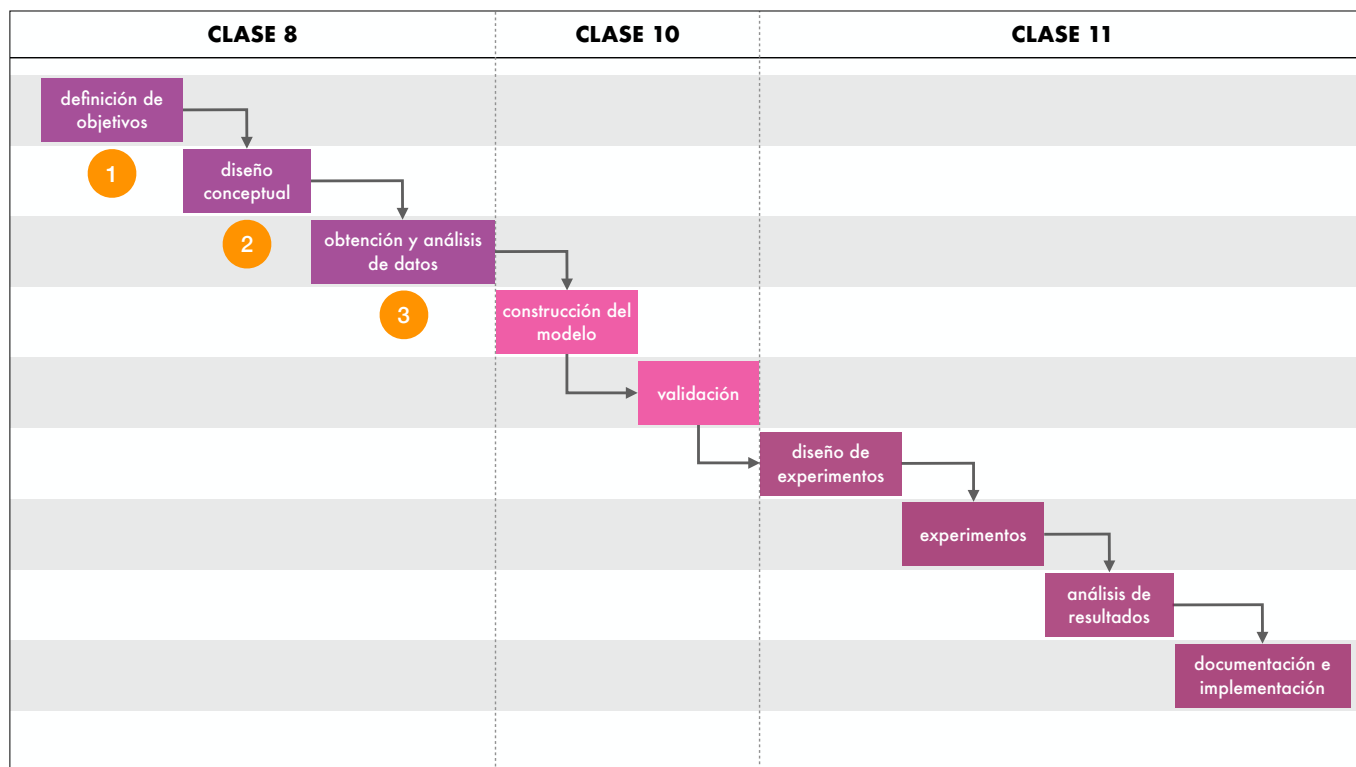 CLASE 8
CLASE 10
CLASE 11
definición de
objetivos
1
diseño
conceptual
2
obtención y análisis
de datos
3
construcción del
modelo
validación
diseño de
experimentos
experimentos
análisis de
resultados
documentación e
implementación